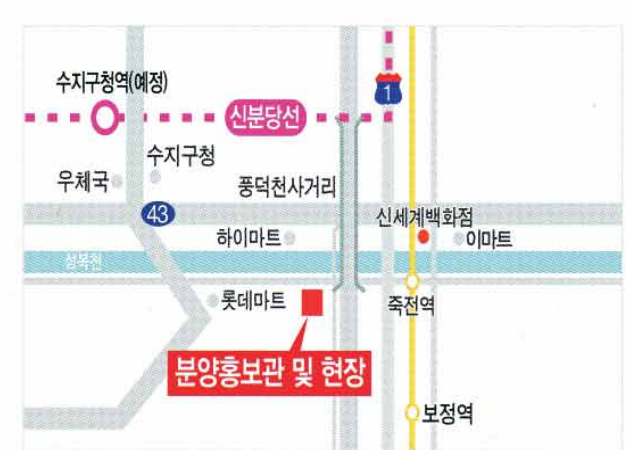 수지구청역(예정)
1
신분당선
수지구청
우체국
풍덕천사거리
43
신세계백화점
하이마트
이마트
성복천
롯데마트
죽전역
분양홍보관 및 현장
보정역